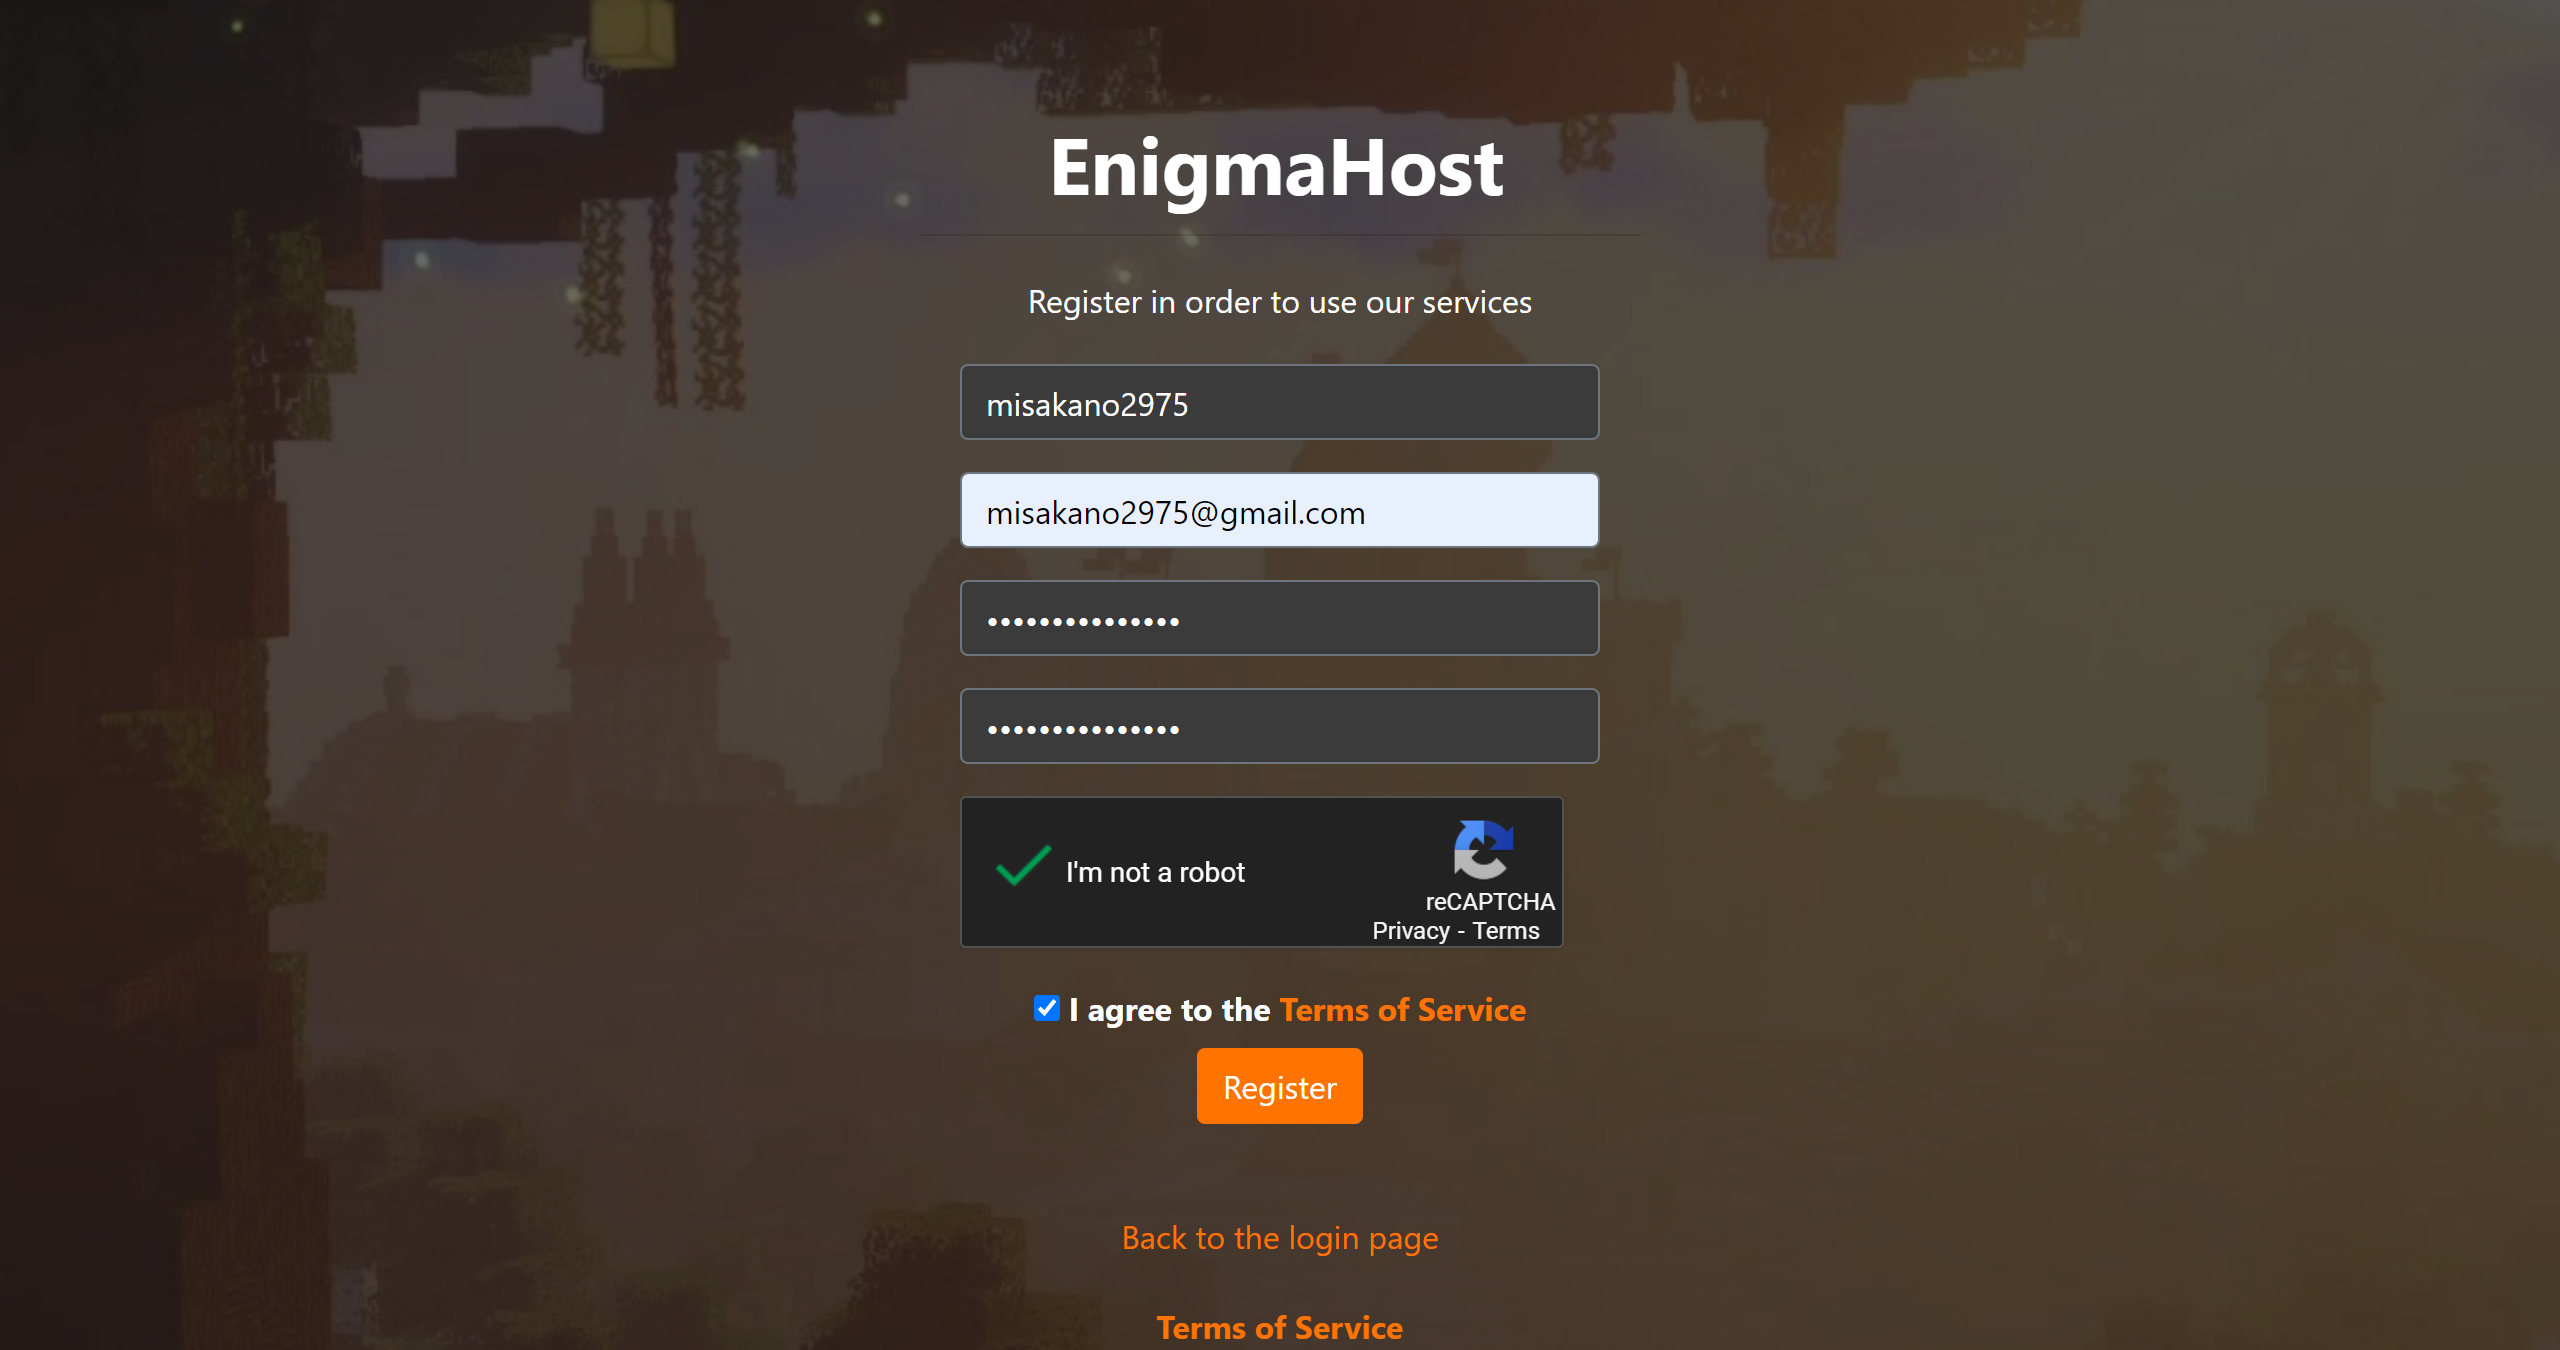 EnigmaHost
Register in order to use our services
misakano2975
misakano2975@gmail.com
•••••••••••••••
•••••••••••••••
I'm not a robot
reCAPTCHA
Privacy - Terms
I agree to the Terms of Service
Register
Back to the login page
Terms of Service